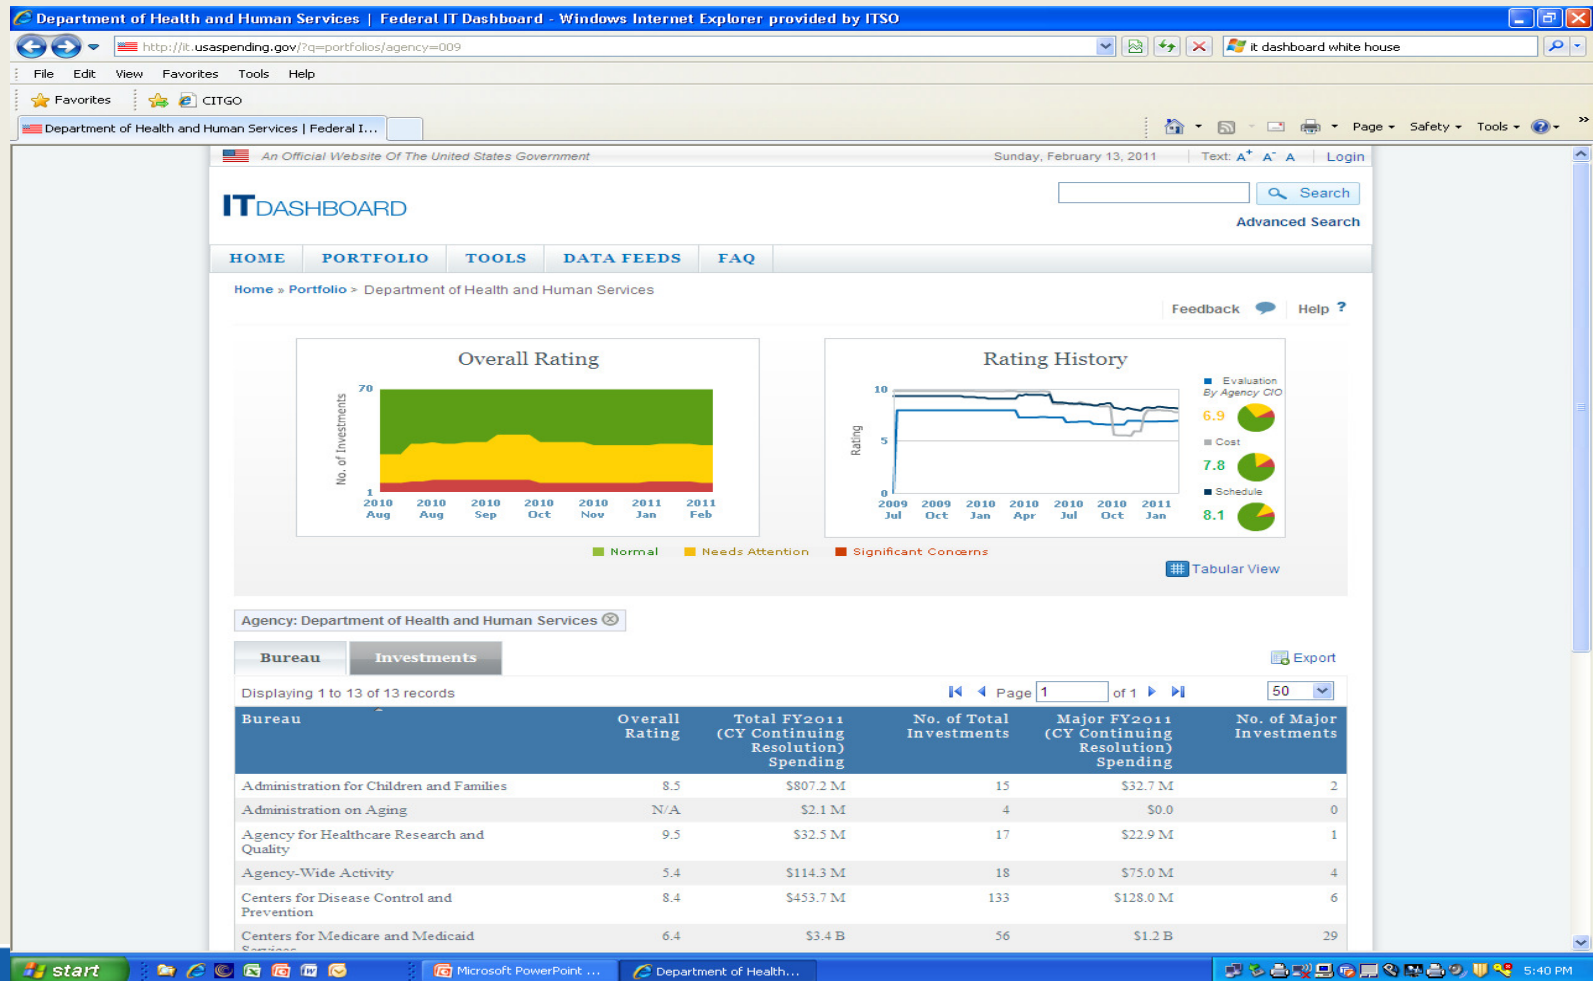 Department of Health and Human Services | Federal IT Dashboard - Windows Internet Explorer provided by ITSO
http://it.usaspending.gov/?q=portfolios/agency=009
it dashboard white house
File Edit View Favorites Tools Help
Favorites CITGO
Department of Health and Human Services | Federal I...
Page Safety Tools
An Official Website Of The United States Government
Sunday, February 13, 2011 Text: A+ A- A Login
ITDASHBOARD
Search
Advanced Search
HOME PORTFOLIO TOOLS DATA FEEDS FAQ
Home » Portfolio > Department of Health and Human Services
Feedback Help ?
Overall Rating
No. of Investments
70
1
2010 2010 2010 2010 2010 2011 2011
Aug Aug Sep Oct Nov Jan Feb
Rating History
Rating
10
5
0
2009 2009 2010 2010 2010 2010 2011
Jul Oct Jan Apr Jul Oct Jan
Evaluation
By Agency CIO
6.9
Cost
7.8
Schedule
8.1
Normal Needs Attention Significant Concerns
Tabular View
Agency: Department of Health and Human Services
Bureau Investments
Export
Displaying 1 to 13 of 13 records
Page 1 of 1
50
Bureau Overall Rating Total FY2011 (CY Continuing Resolution) Spending No. of Total Investments Major FY2011 (CY Continuing Resolution) Spending No. of Major Investments
Administration for Children and Families 8.5 $807.2 M 15 $32.7 M 2
Administration on Aging N/A $2.1 M 4 $0.0 0
Agency for Healthcare Research and Quality 9.5 $32.5 M 17 $22.9 M 1
Agency-Wide Activity 5.4 $114.3 M 18 $75.0 M 4
Centers for Disease Control and Prevention 8.4 $453.7 M 133 $128.0 M 6
Centers for Medicare and Medicaid Services 6.4 $3.4 B 56 $1.2 B 29
start
Microsoft PowerPoint ...
Department of Health...
5:40 PM